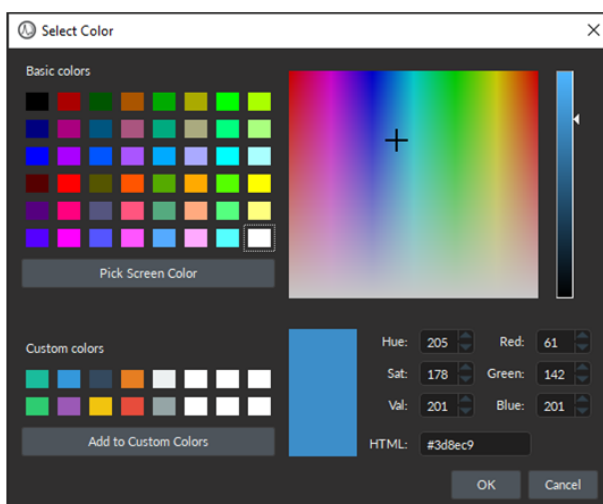 Select Color
Basic colors
Pick Screen Color
Custom colors
Add to Custom Colors
Hue: 205 Red: 61
Sat: 178 Green: 142
Val: 201 Blue: 201
HTML: #3d8ec9
OK Cancel